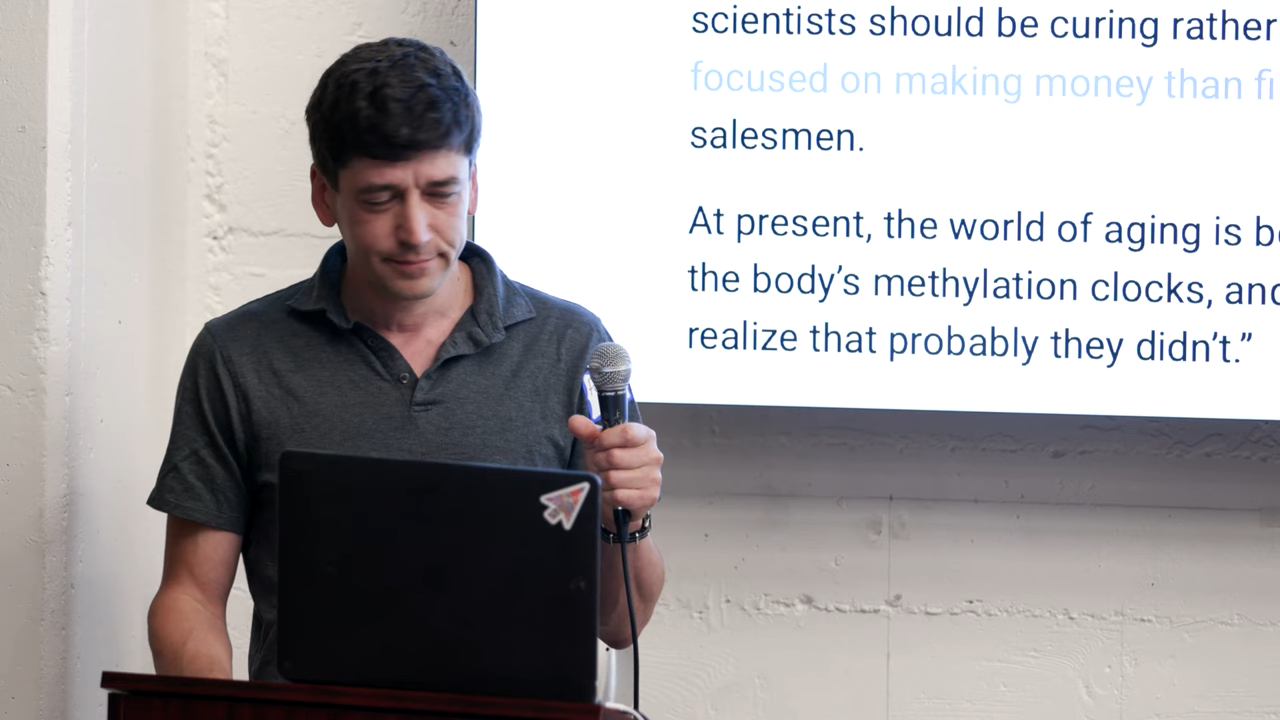 scientists should be curing rather
focused on making money than
salesmen.
At present, the world of aging is
the body’s methylation clocks, and
realize that probably they didn’t.”